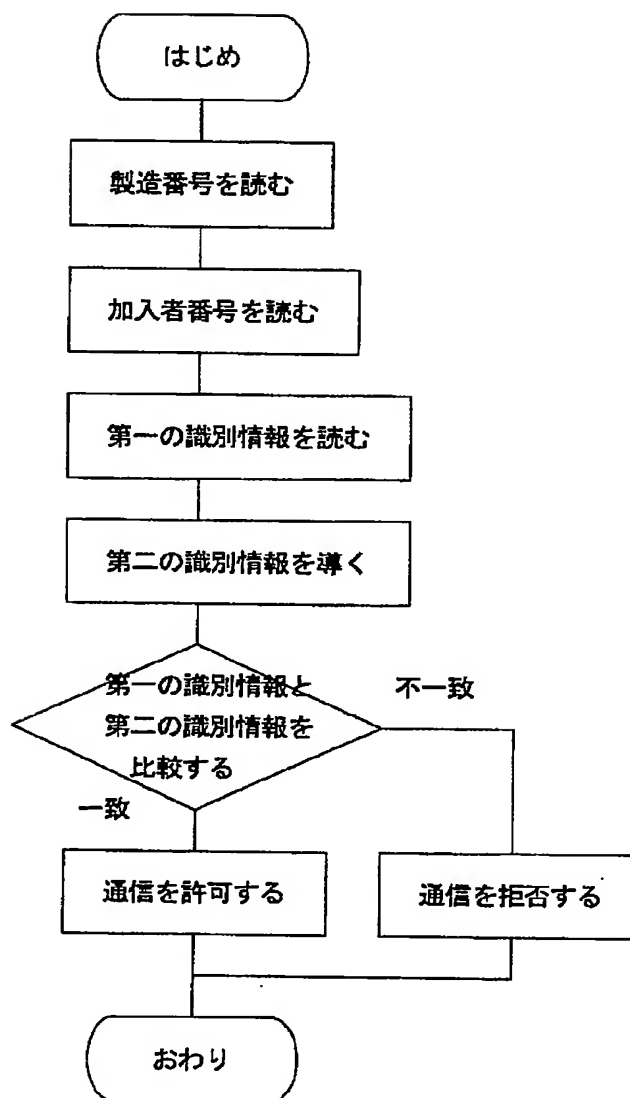 はじめ
製造番号を読む
加入者番号を読む
第一の識別情報を読む
第二の識別情報を導く
第一の識別情報と
第二の識別情報を
比較する
不一致
一致
通信を許可する
通信を拒否する
おわり